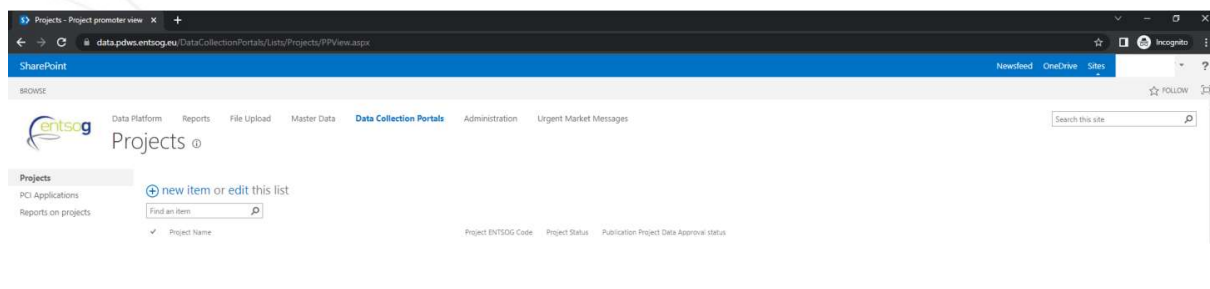 Projects - Project promoter view
data.pdws.entsog.eu/DataCollectionPortals/Lists/Projects/PPView.aspx
Incognito
SharePoint
Newsfeed OneDrive Sites
?
BROWSE
FOLLOW
entsog
Data Platform Reports File Upload Master Data Data Collection Portals Administration Urgent Market Messages
Search this site
Projects
Projects
PCI Applications
Reports on projects
new item or edit this list
Find an item
Project Name Project ENTSOG Code Project Status Publication Project Data Approval status